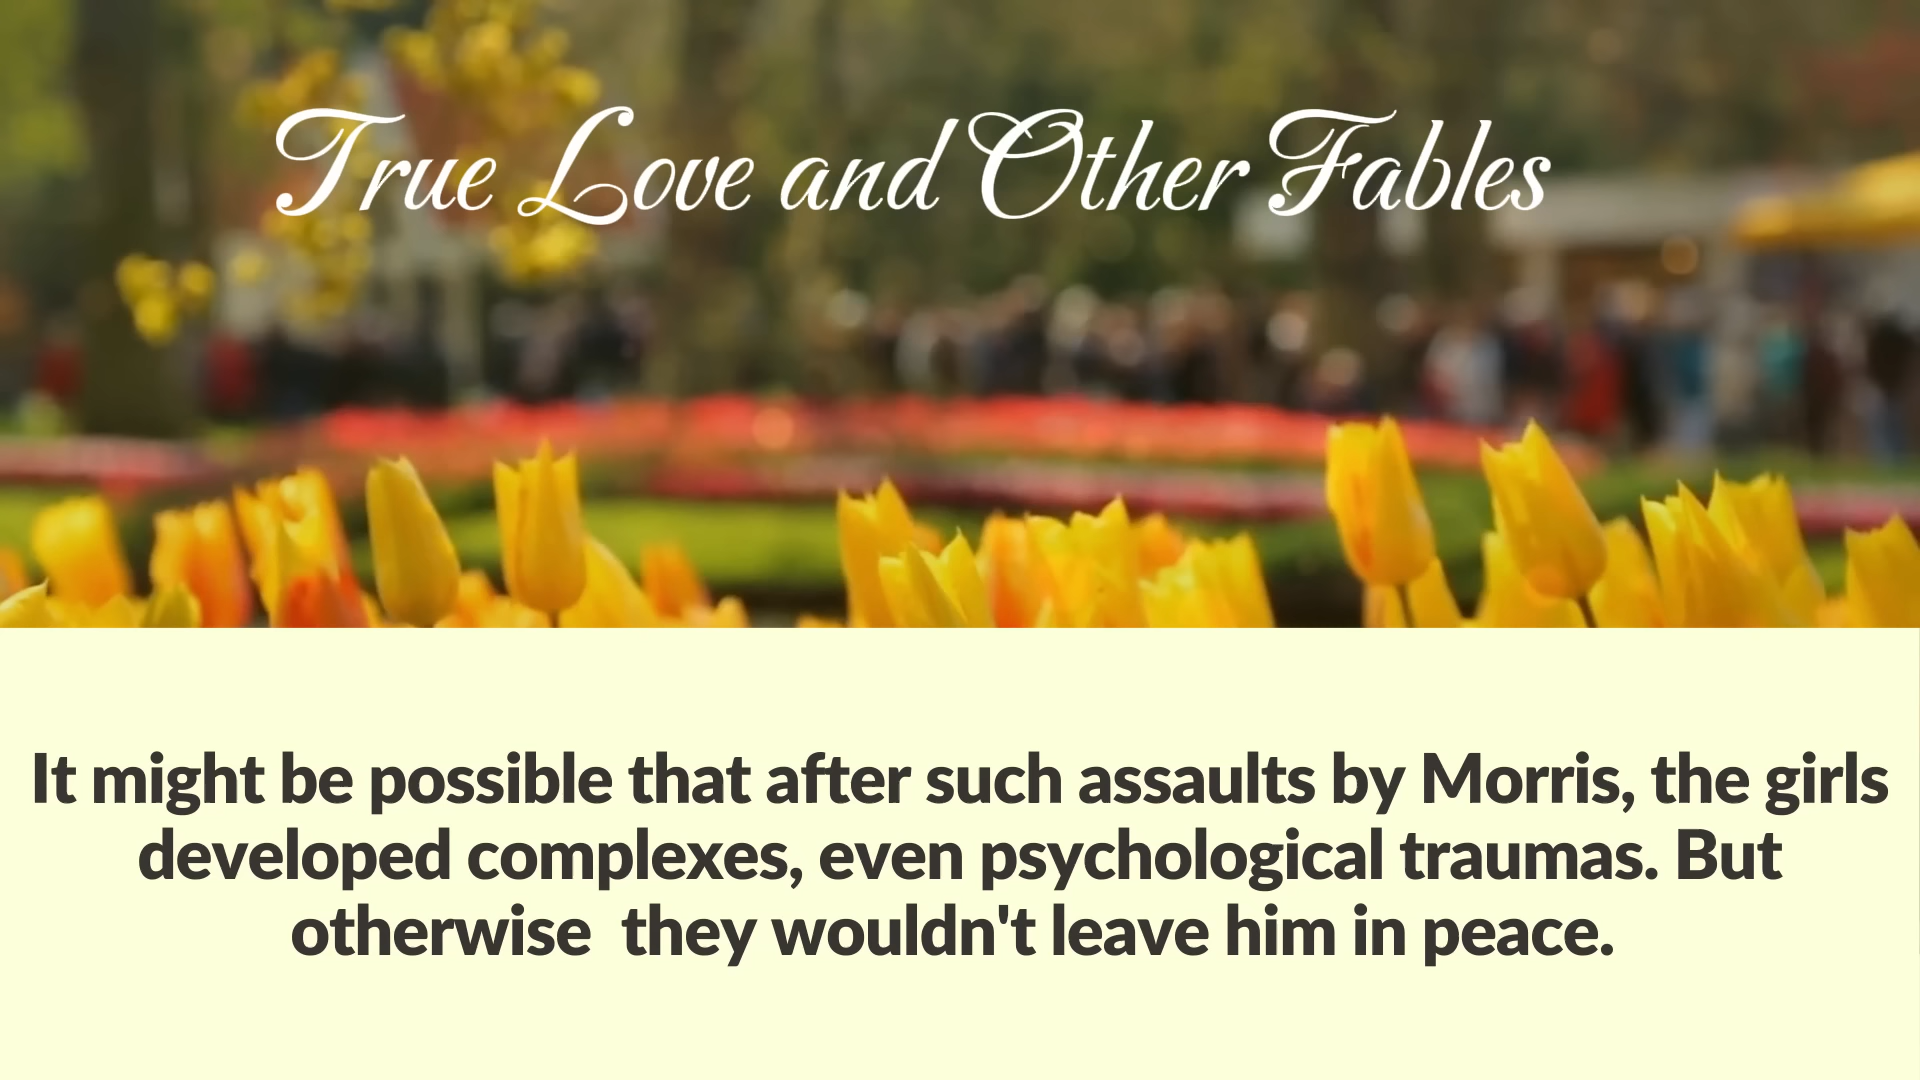 True Love and Other Fables
It might be possible that after such assaults by Morris, the girls
developed complexes, even psychological traumas. But
otherwise  they wouldn't leave him in peace.